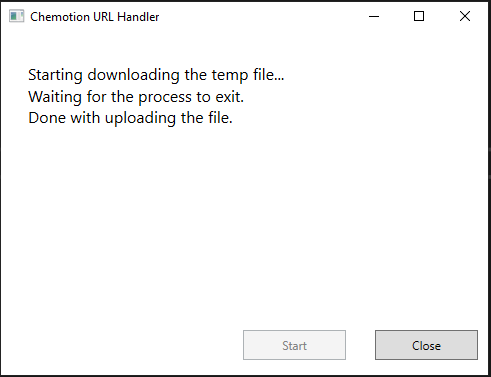 Chemotion URL Handler
Starting downloading the temp file...
Waiting for the process to exit.
Done with uploading the file.
Start
Close